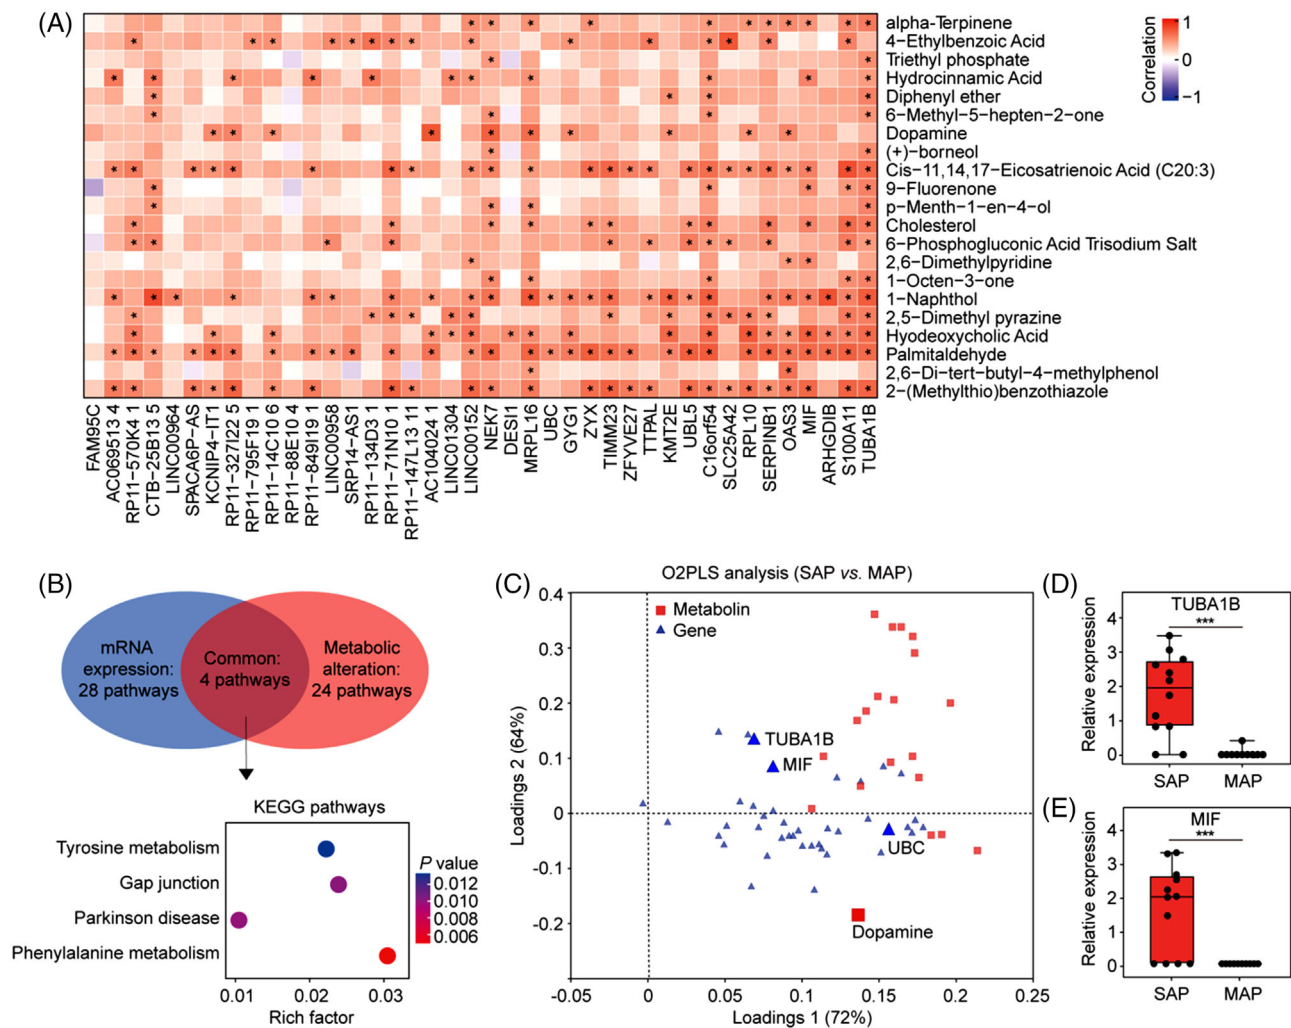 (A)
alpha-Terpinene
4−Ethylbenzoic Acid
Triethyl phosphate
Hydrocinnamic Acid
Diphenyl ether
6−Methyl−5−hepten−2−one
Dopamine
(+)−borneol
Cis−11,14,17−Eicosatrienoic Acid (C20:3)
9−Fluorenone
p−Menth−1−en−4−ol
Cholesterol
6−Phosphogluconic Acid Trisodium Salt
2,6−Dimethylpyridine
1−Octen−3−one
1−Naphthol
2,5−Dimethyl pyrazine
Hyodeoxycholic Acid
Palmitaldehyde
2,6−Di−tert−butyl−4−methylphenol
2−(Methylthio)benzothiazole
Correlation
1
0
−1
FAM95C
AC069513 4
RP11−570K4 1
CTB−25B13 5
LINC00964
SPACA6P−AS
KCNIP4−IT1
RP11−327I22 5
RP11−795F19 1
RP11−14C10 6
RP11−88E10 4
RP11−849I19 1
LINC00958
SRP14−AS1
RP11−134D3 1
RP11−71N10 1
RP11−147L13 11
AC104024 1
LINC01304
LINC00152
NEK7
DESI1
MRPL16
UBC
GYG1
ZYX
TIMM23
ZFYVE27
TTPAL
KMT2E
UBL5
C16orf54
SLC25A42
RPL10
SERPINB1
OAS3
MIF
ARHGDIB
S100A11
TUBA1B
(B)
mRNA
expression:
28 pathways
Common:
4 pathways
Metabolic
alteration:
24 pathways
KEGG pathways
Tyrosine metabolism
Gap junction
Parkinson disease
Phenylalanine metabolism
0.01 0.02 0.03
Rich factor
P value
0.012
0.010
0.008
0.006
(C)
O2PLS analysis (SAP vs. MAP)
Metabolin
Gene
Loadings 2 (64%)
0.4
0.3
0.2
0.1
0
-0.1
-0.2
TUBA1B
MIF
UBC
Dopamine
-0.05 0 0.05 0.1 0.15 0.2 0.25
Loadings 1 (72%)
(D)
TUBA1B
***
Relative expression
4
3
2
1
0
SAP MAP
(E)
MIF
***
Relative expression
4
3
2
1
0
SAP MAP